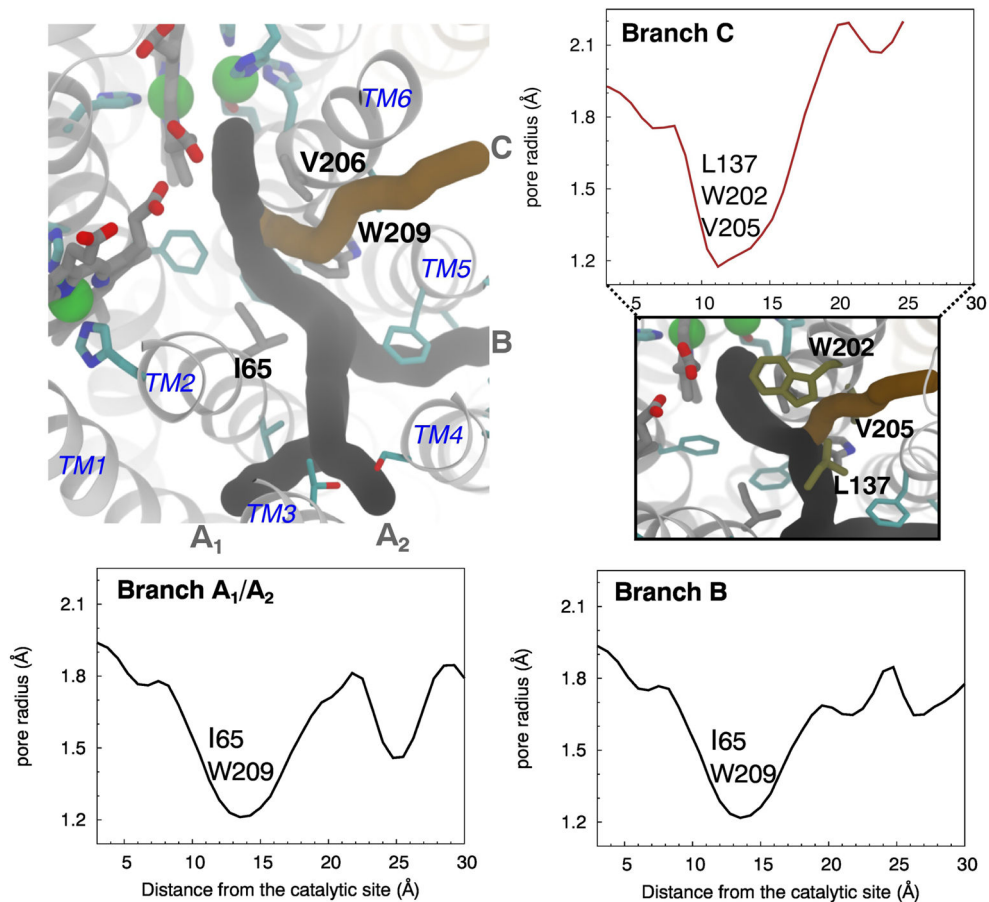 V206
TM6
C
W209
TM5
B
I65
TM2
TM4
TM1
TM3
A₁
A₂
Branch C
pore radius (Å)
2.1
1.8
1.5
1.2
L137
W202
V205
5
10
15
20
25
30
W202
V205
L137
Branch A₁/A₂
pore radius (Å)
2.1
1.8
1.5
1.2
I65
W209
5
10
15
20
25
30
Distance from the catalytic site (Å)
Branch B
pore radius (Å)
2.1
1.8
1.5
1.2
I65
W209
5
10
15
20
25
30
Distance from the catalytic site (Å)